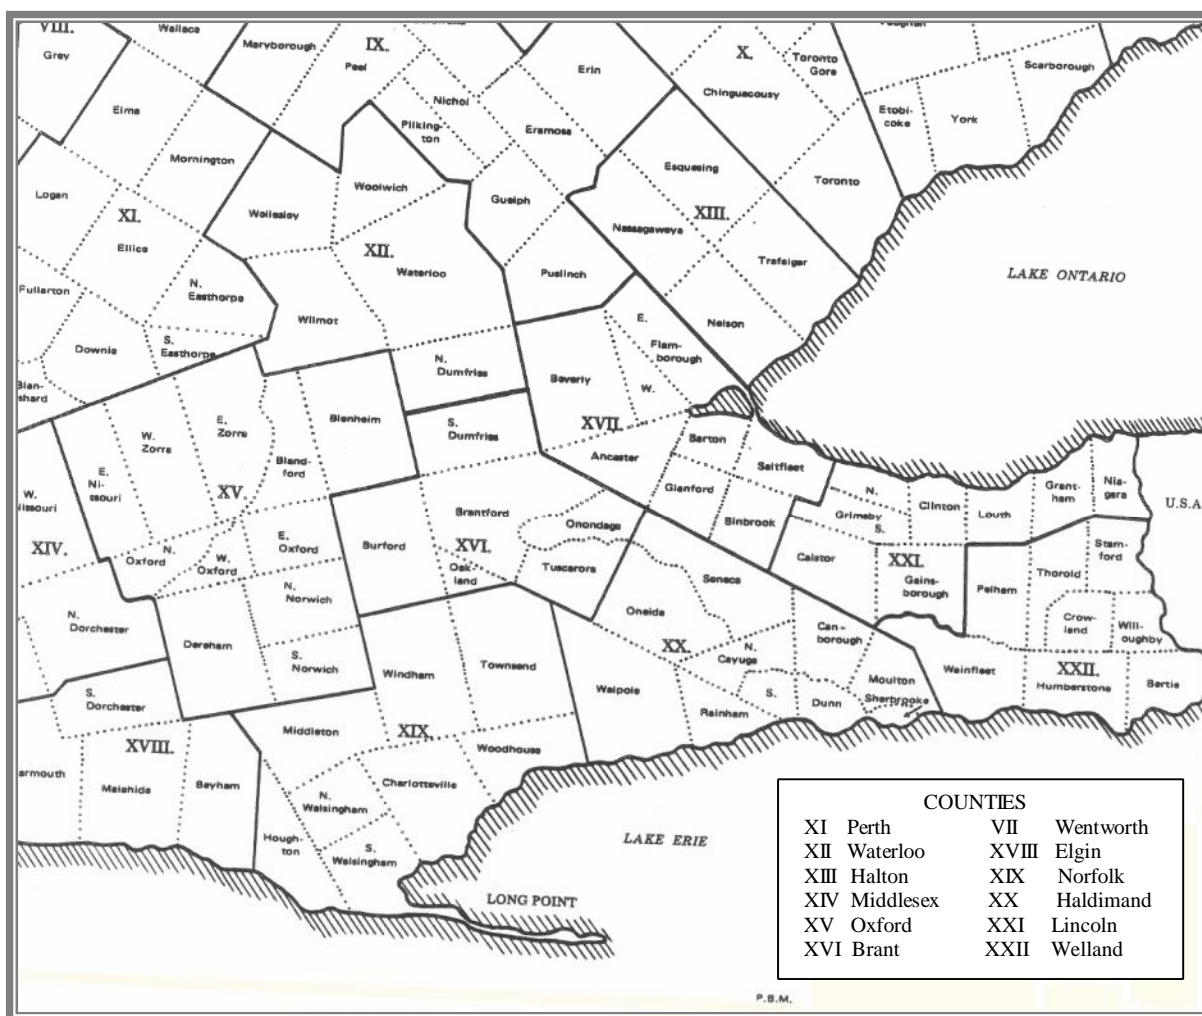 VIII.
Grey
Wallace
Maryborough
IX.
Peel
Erin
X.
Toronto
Gore
Chinguacousy
Scarborough
Etobi-
coke
York
Elma
Nichol
Pilking-
ton
Eramosa
Mornington
Esquesing
Toronto
Logan
Woolwich
Guelph
XI.
Wellesley
XIII.
Nassagaweya
Ellice
XII.
Waterloo
Puslinch
Trafalgar
LAKE ONTARIO
Fullarton
N.
Easthorpe
Wilmot
E.
Nelson
Flam-
borough
Downie
S.
Easthorpe
N.
Dumfries
Beverly
W.
Blan-
shard
W.
Zorra
E.
Zorra
Blenheim
S.
Dumfries
XVII.
Barton
Ancaster
Saltfleet
E.
Ni-
ssouri
Bland-
ford
W.
Nissouri
XV
Glanford
Binbrook
N.
Grimsby
S.
Clinton
Louth
Grant-
ham
Nia-
gara
U.S.A
Brantford
Onondaga
XIV.
N.
Oxford
W.
Oxford
E.
Oxford
Burford
XVI.
Oak-
land
Tuscarora
Seneca
Caistor
XXI.
Gains-
borough
Pelham
Thorold
Stam-
ford
N.
Norwich
Oneida
Crow-
land
Will-
oughby
N.
Dorchester
Dereham
S.
Norwich
Windham
Townsend
XX.
N.
Cayuga
Can-
borough
S.
Walpole
Rainham
Dunn
Moulton
Sherbrooke
Wainfleet
XXII.
Humberstone
Bertie
S.
Dorchester
XVIII.
Middleton
XIX.
Woodhouse
armouth
Malahide
Bayham
Charlotteville
N.
Walsingham
Hough-
ton
S.
Walsingham
LAKE ERIE
LONG POINT
COUNTIES
XI Perth
XII Waterloo
XIII Halton
XIV Middlesex
XV Oxford
XVI Brant
VII Wentworth
XVIII Elgin
XIX Norfolk
XX Haldimand
XXI Lincoln
XXII Welland
P.B.M.